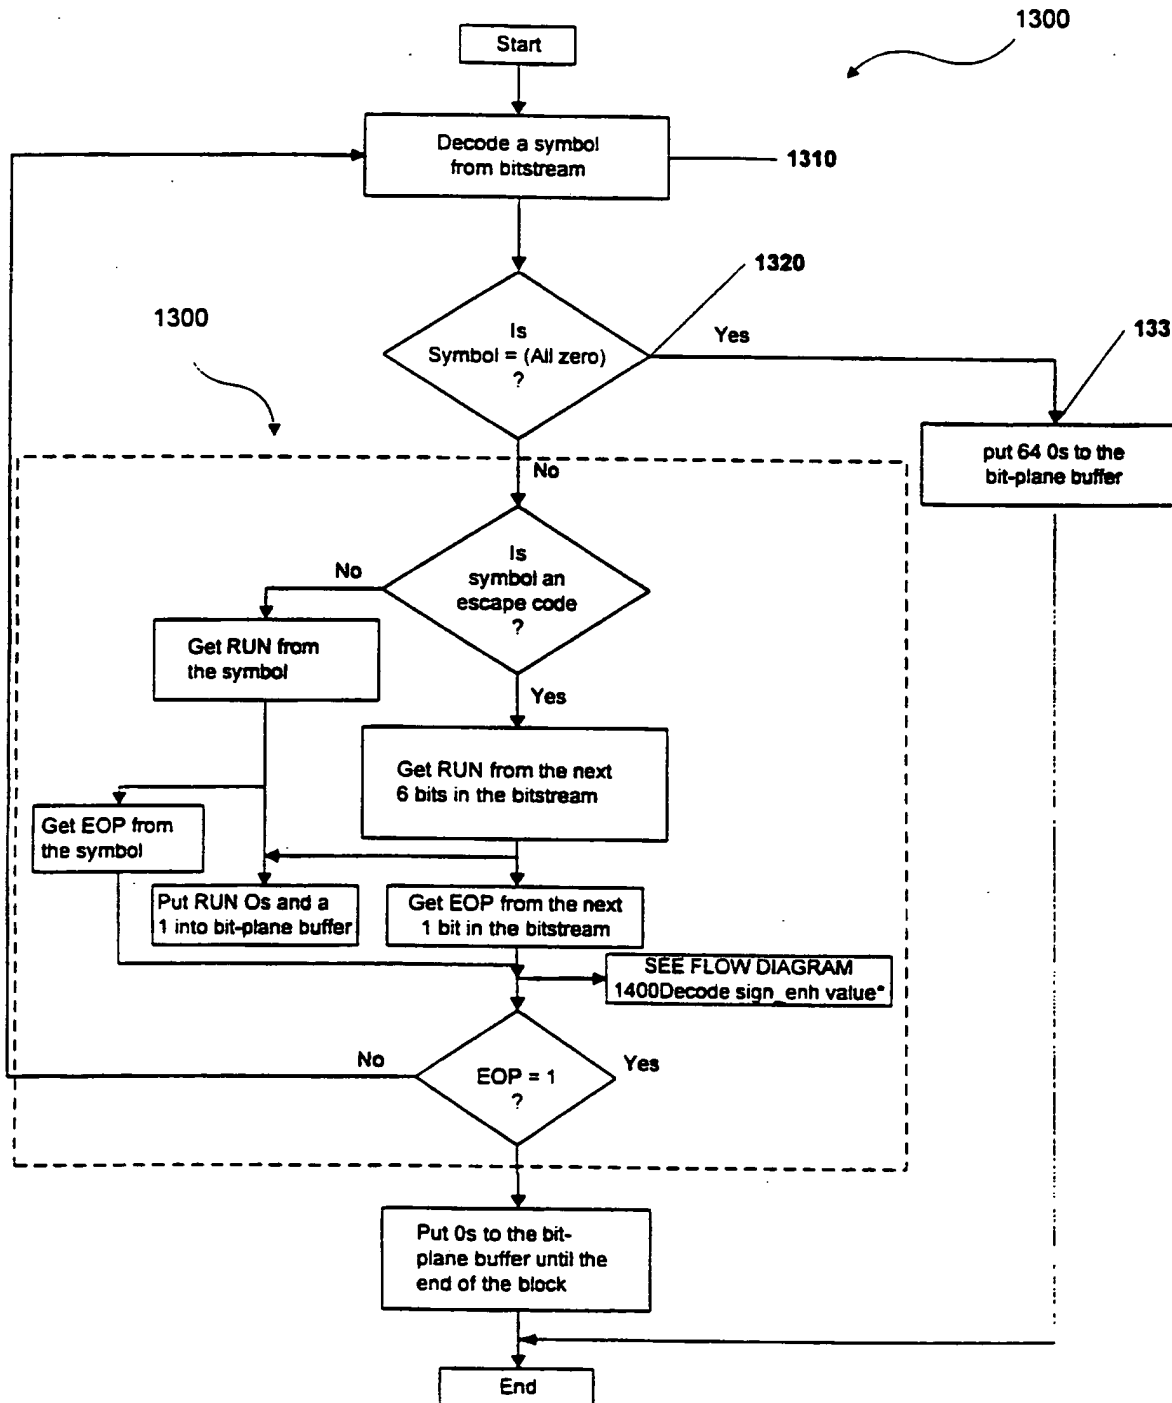 1300
Start
Decode a symbol
from bitstream
1310
1320
Is
Symbol = (All zero)
?
Yes
133
1300
put 64 0s to the
bit-plane buffer
No
Is
symbol an
escape code
?
No
Get RUN from
the symbol
Yes
Get RUN from the next
6 bits in the bitstream
Get EOP from
the symbol
Put RUN Os and a
1 into bit-plane buffer
Get EOP from the next
1 bit in the bitstream
SEE FLOW DIAGRAM
1400Decode sign_enh value"
No
Yes
EOP = 1
?
Put 0s to the bit-
plane buffer until the
end of the block
End